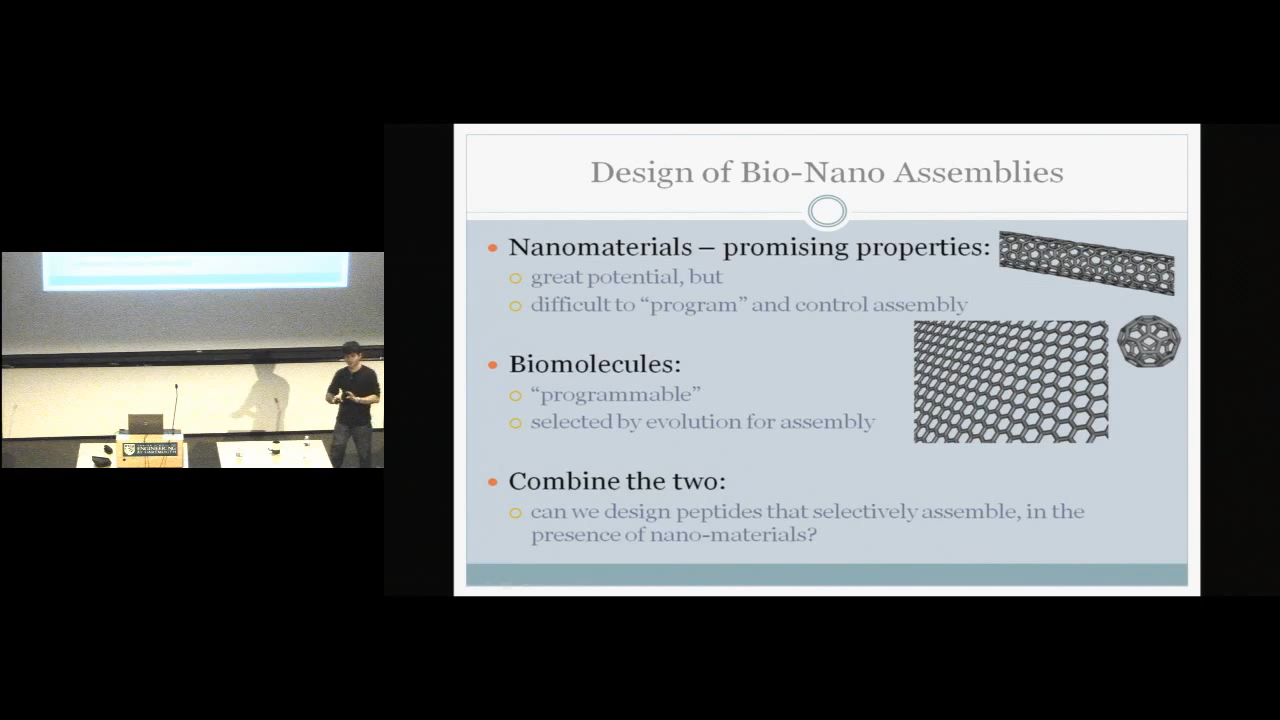 Design of Bio-Nano Assemblies
Nanomaterials – promising properties:
great potential, but
difficult to “program” and control assembly
Biomolecules:
“programmable”
selected by evolution for assembly
Combine the two:
can we design peptides that selectively assemble, in the
presence of nano-materials?
ENGINEERING